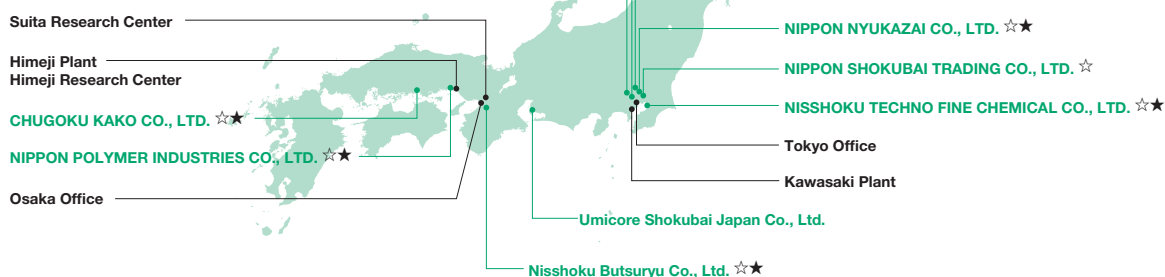 Suita Research Center
Himeji Plant
Himeji Research Center
CHUGOKU KAKO CO., LTD. ☆★
NIPPON POLYMER INDUSTRIES CO., LTD. ☆★
Osaka Office
NIPPON NYUKAZAI CO., LTD. ☆★
NIPPON SHOKUBAI TRADING CO., LTD. ☆
NISSHOKU TECHNO FINE CHEMICAL CO., LTD. ☆★
Tokyo Office
Kawasaki Plant
Umicore Shokubai Japan Co., Ltd.
Nisshoku Butsuryu Co., Ltd. ☆★